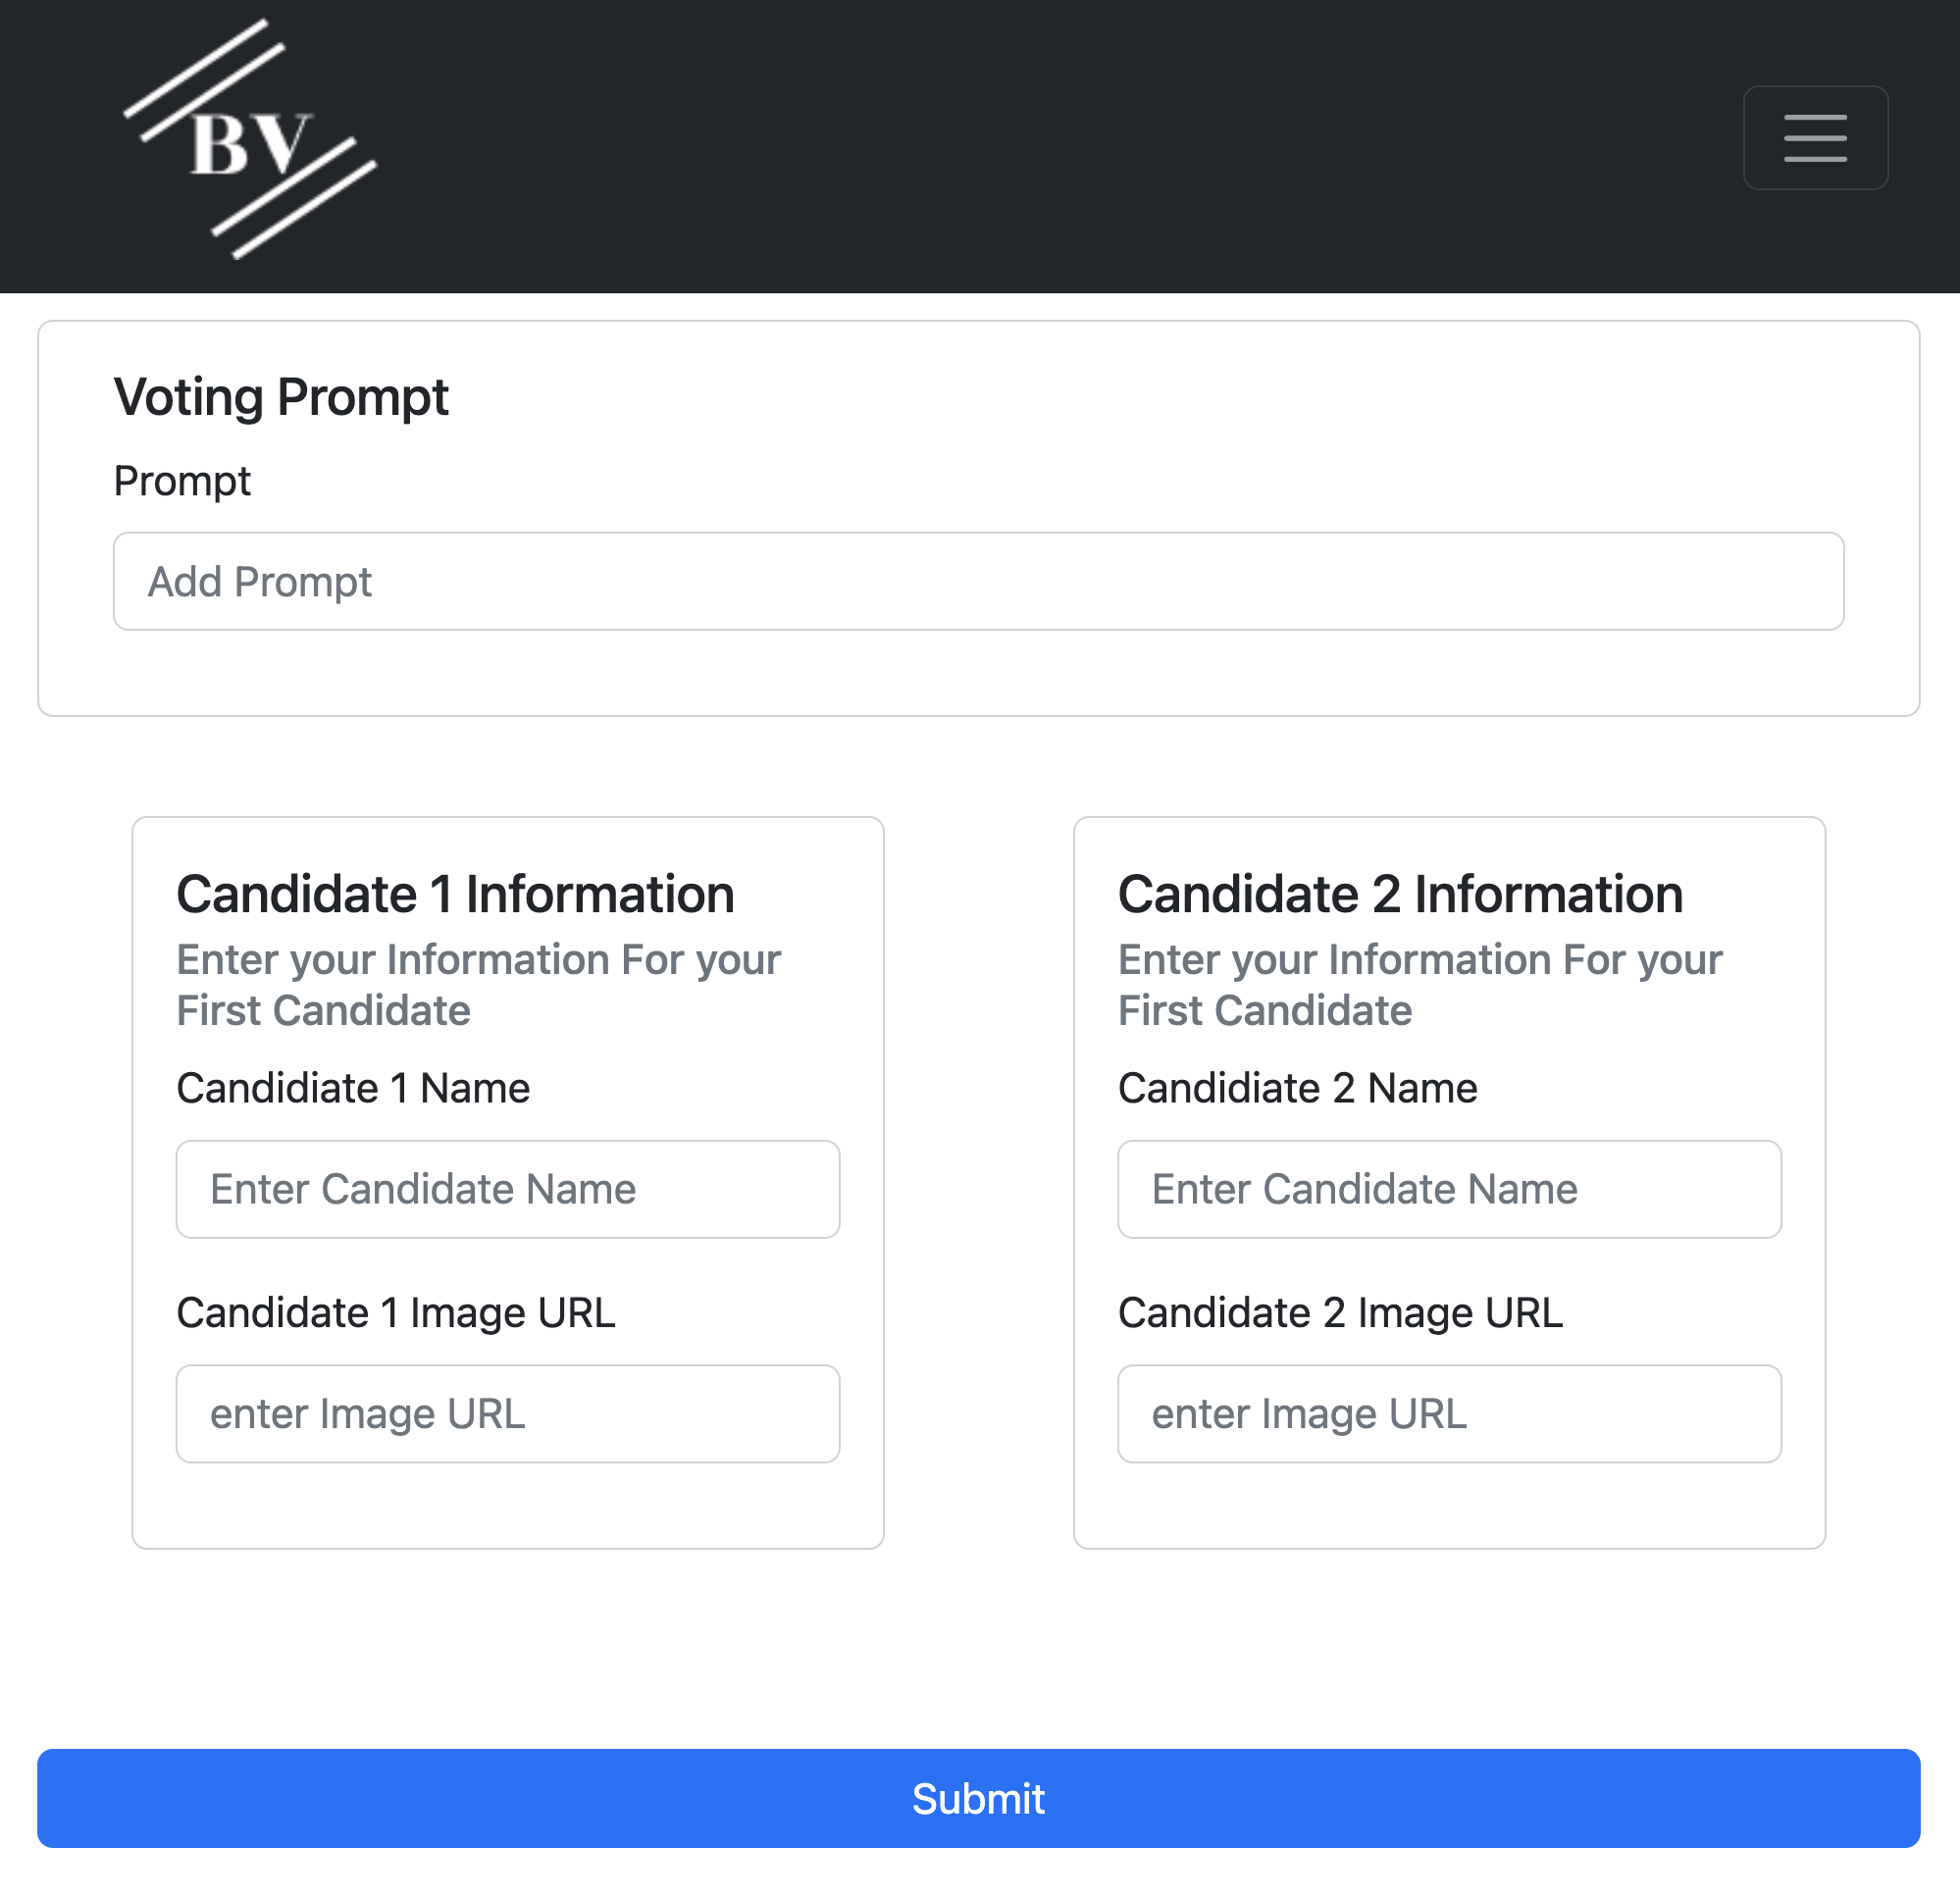 BV
Voting Prompt
Prompt
Add Prompt
Candidate 1 Information
Enter your Information For your
First Candidate
Candidiate 1 Name
Enter Candidate Name
Candidate 1 Image URL
enter Image URL
Candidate 2 Information
Enter your Information For your
First Candidate
Candidiate 2 Name
Enter Candidate Name
Candidate 2 Image URL
enter Image URL
Submit